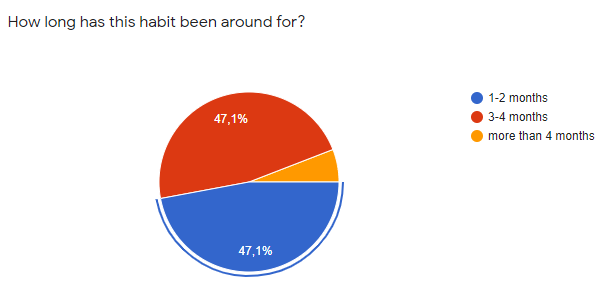 How long has this habit been around for?
47,1%
47,1%
1-2 months
3-4 months
more than 4 months